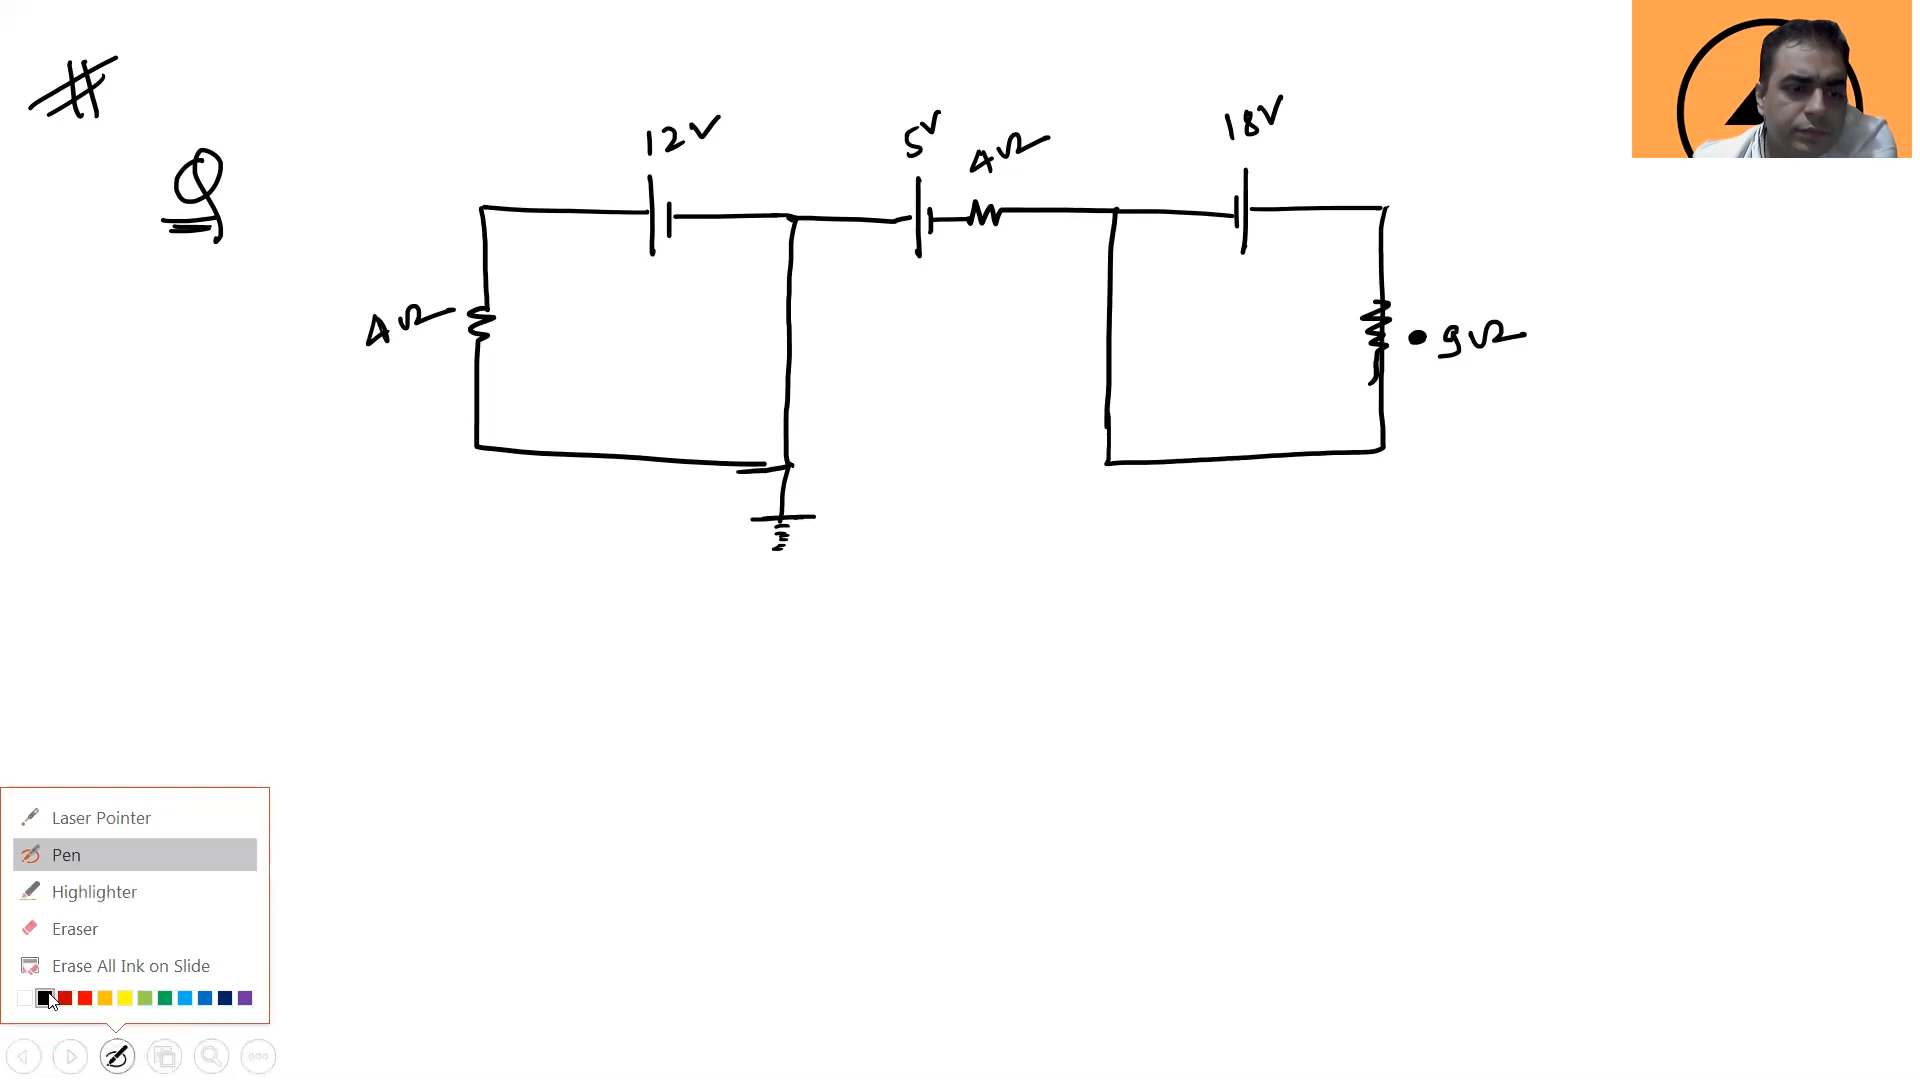 #
Q
12V
5V
4Ω
18V
4Ω
9Ω
Laser Pointer
Pen
Highlighter
Eraser
Erase All Ink on Slide